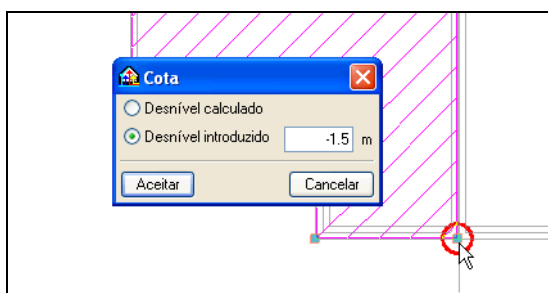 Cota
Desnível calculado
Desnível introduzido -1.5 m
Aceitar Cancelar